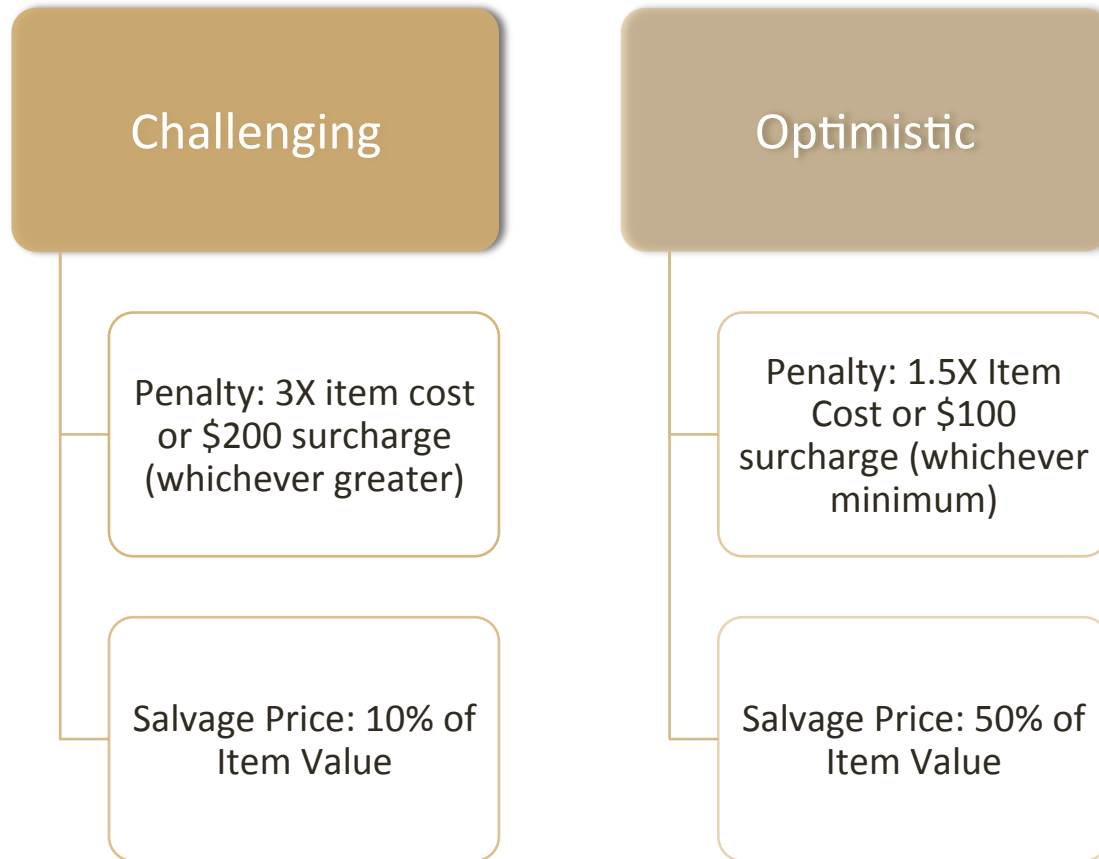 Challenging
Penalty: 3X item cost
or $200 surcharge
(whichever greater)
Salvage Price: 10% of
Item Value
Optimistic
Penalty: 1.5X Item
Cost or $100
surcharge (whichever
minimum)
Salvage Price: 50% of
Item Value